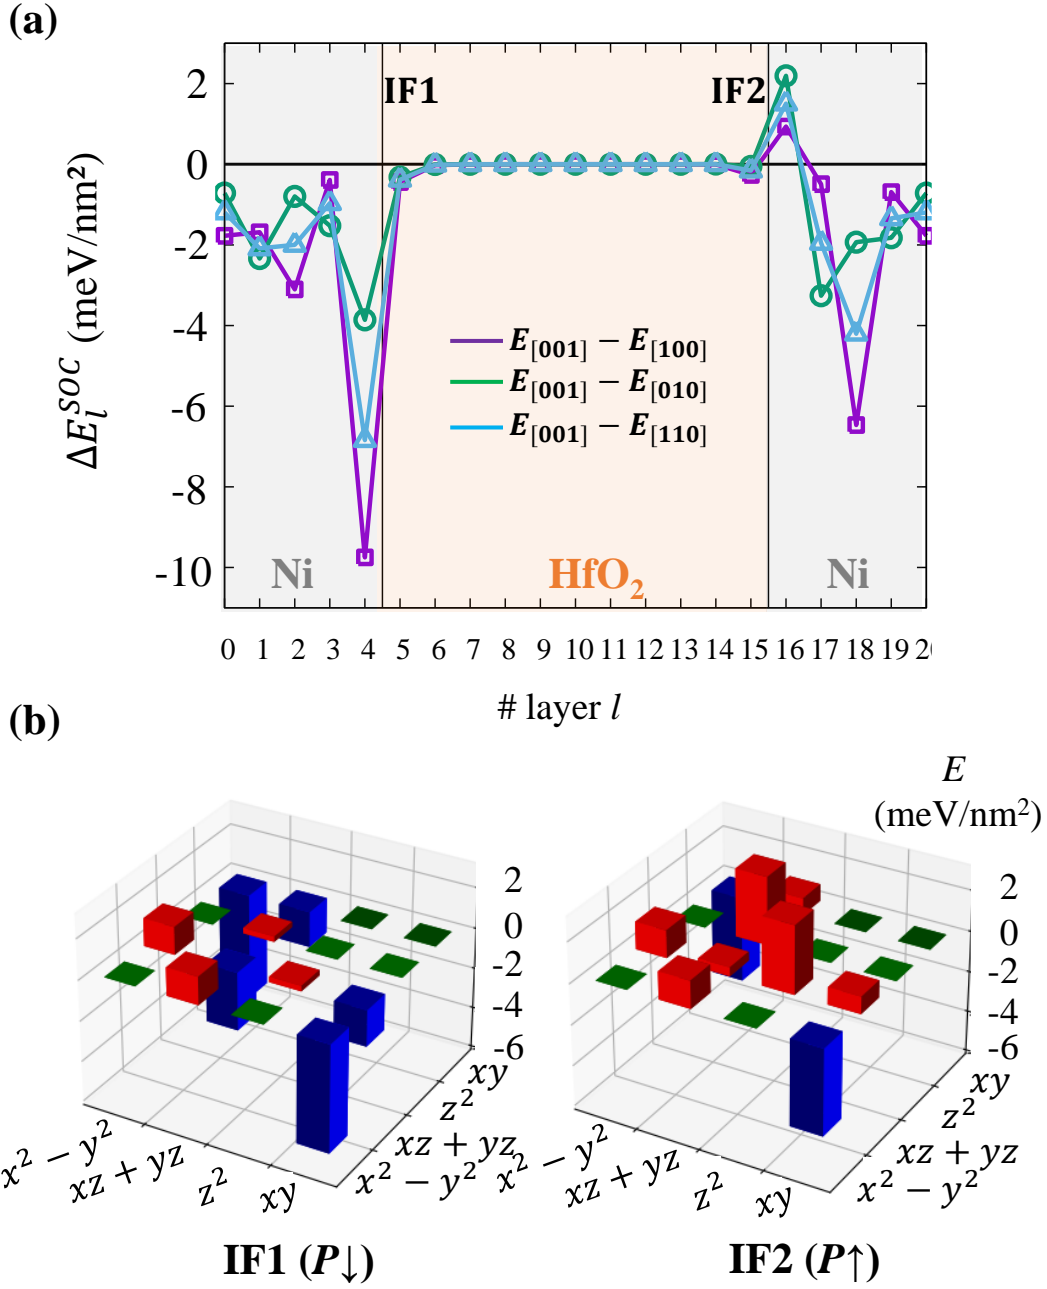 (a)
2
0
-2
-4
-6
-8
-10
ΔE_l^{SOC} (meV/nm²)
IF1
IF2
E[001] − E[100]
E[001] − E[010]
E[001] − E[110]
Ni
HfO2
Ni
0 1 2 3 4 5 6 7 8 9 10 11 12 13 14 15 16 17 18 19 20
# layer l
(b)
E
(meV/nm2)
2
0
-2
-4
-6
xy
z²
xz + yz
x² − y²
x² − y²
xz + yz
z²
xy
IF1 (P↓)
2
0
-2
-4
-6
xy
z²
xz + yz
x² − y²
x² − y²
xz + yz
z²
xy
IF2 (P↑)